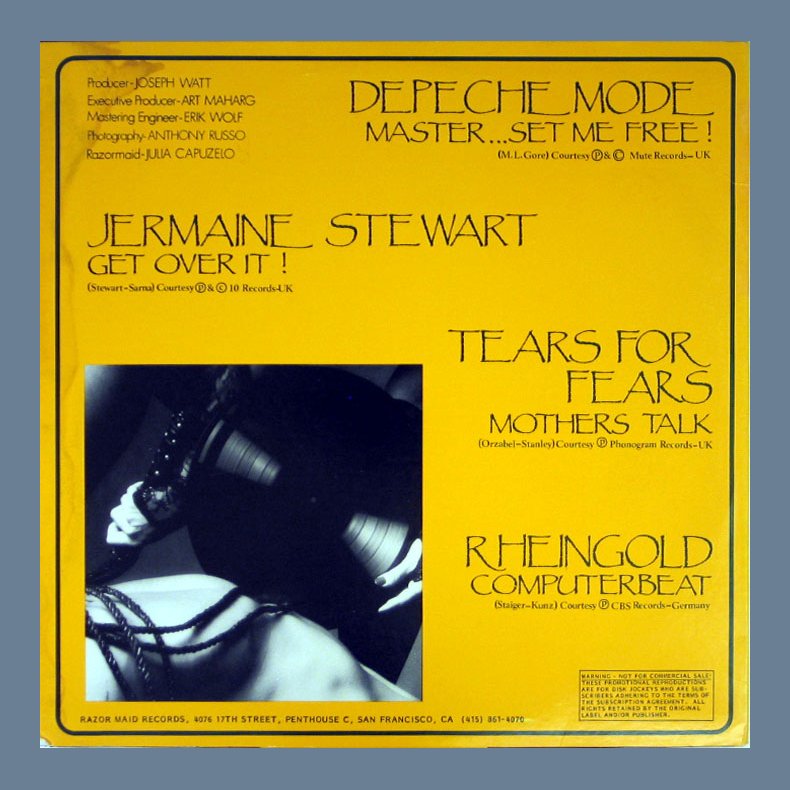 Producer-JOSEPH WATT
Executive Producer-ART MAHARG
Mastering Engineer-ERIK WOLF
Photography-ANTHONY RUSSO
Razormaid-JULIA CAPUZELO
DEPECHE MODE
MASTER...SET ME FREE!
(M.L.Gore) Courtesy Ⓟ & © Mute Records-UK
JERMAINE STEWART
GET OVER IT!
(Stewart-Sarna) Courtesy Ⓟ & © 10 Records-UK
TEARS FOR
FEARS
MOTHERS TALK
(Orzabel-Stanley) Courtesy Ⓟ Phonogram Records-UK
RHEINGOLD
COMPUTERBEAT
(Staiger-Kunz) Courtesy Ⓟ CBS Records-Germany
WARNING - NOT FOR COMMERCIAL SALE-
THESE PROMOTIONAL REPRODUCTIONS
ARE FOR DISK JOCKEYS WHO ARE SUB-
SCRIBERS ADHERING TO THE TERMS OF
THE SUBSCRIPTION AGREEMENT. ALL
RIGHTS RETAINED BY THE ORIGINAL
LABEL AND/OR PUBLISHER.
RAZOR MAID RECORDS, 4076 17TH STREET, PENTHOUSE C, SAN FRANCISCO, CA (415) 861-4070